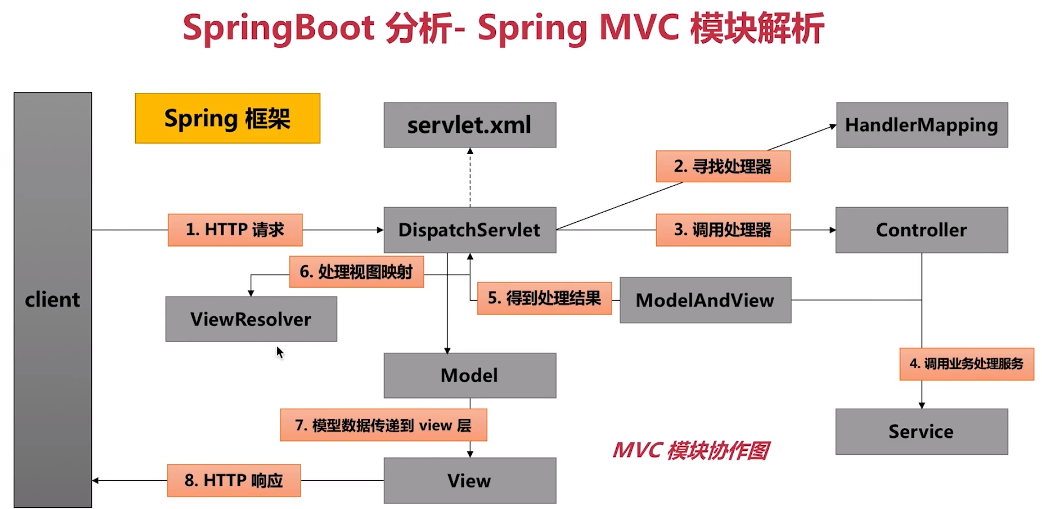 SpringBoot 分析- Spring MVC 模块解析
Spring 框架
servlet.xml
HandlerMapping
2. 寻找处理器
client
1. HTTP 请求
DispatchServlet
3. 调用处理器
Controller
6. 处理视图映射
5. 得到处理结果
ModelAndView
ViewResolver
4. 调用业务处理服务
Model
7. 模型数据传递到 view 层
Service
MVC 模块协作图
8. HTTP 响应
View